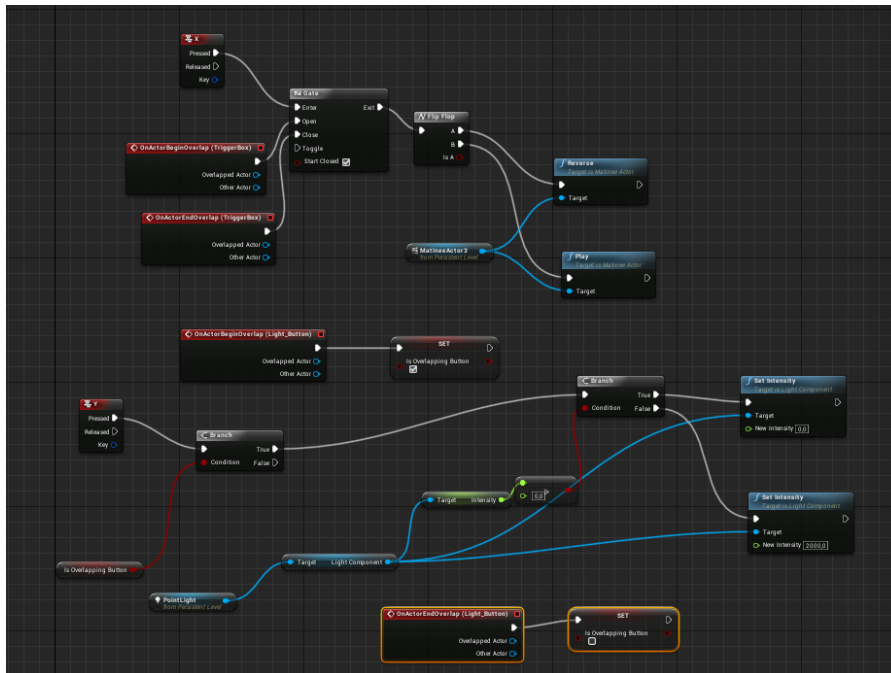 X
Pressed
Released
Key
Gate
Enter
Exit
Open
Close
Toggle
Start Closed
Flip Flop
A
B
Is A
OnActorBeginOverlap (TriggerBox)
Overlapped Actor
Other Actor
OnActorEndOverlap (TriggerBox)
Overlapped Actor
Other Actor
Reverse
Target is Matinee Actor
Target
MatineeActor3
from Persistent Level
Play
Target is Matinee Actor
Target
OnActorBeginOverlap (Light_Button)
Overlapped Actor
Other Actor
SET
Is Overlapping Button
Y
Pressed
Released
Key
Branch
True
Condition
False
Branch
True
Condition
False
Set Intensity
Target is Light Component
Target
New Intensity 0,0
Target
Intensity
>
0,0
Set Intensity
Target is Light Component
Target
New Intensity 2000,0
Is Overlapping Button
Target
Light Component
PointLight
from Persistent Level
OnActorEndOverlap (Light_Button)
Overlapped Actor
Other Actor
SET
Is Overlapping Button